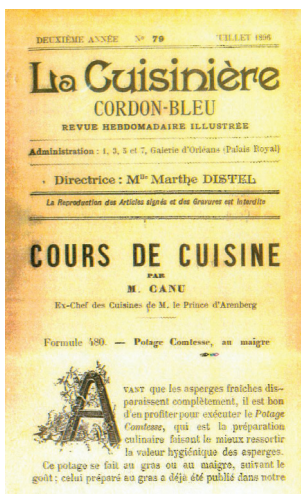 DEUXIÈME ANNÉE N° 79 JUILLET 1896
La Cuisinière
CORDON-BLEU
REVUE HEBDOMADAIRE ILLUSTRÉE
Administration : 1, 3, 5 et 7, Galerie d'Orléans (Palais Royal)
Directrice : Mlle Marthe DISTEL
La Reproduction des Articles signés et des Gravures est interdite
COURS DE CUISINE
PAR
M. CANU
Ex-Chef des Cuisines de M. le Prince d'Arenberg
Formule 480. — Potage Comtesse, au maigre
AVANT que les asperges fraîches dis-
paraissent complètement, il est bon
d'en profiter pour exécuter le Potage
Comtesse, qui est la préparation
culinaire faisant le mieux ressortir
la valeur hygiénique des asperges.
Ce potage se fait au gras ou au maigre, suivant le
goût ; celui préparé au gras a déjà été publié dans notre